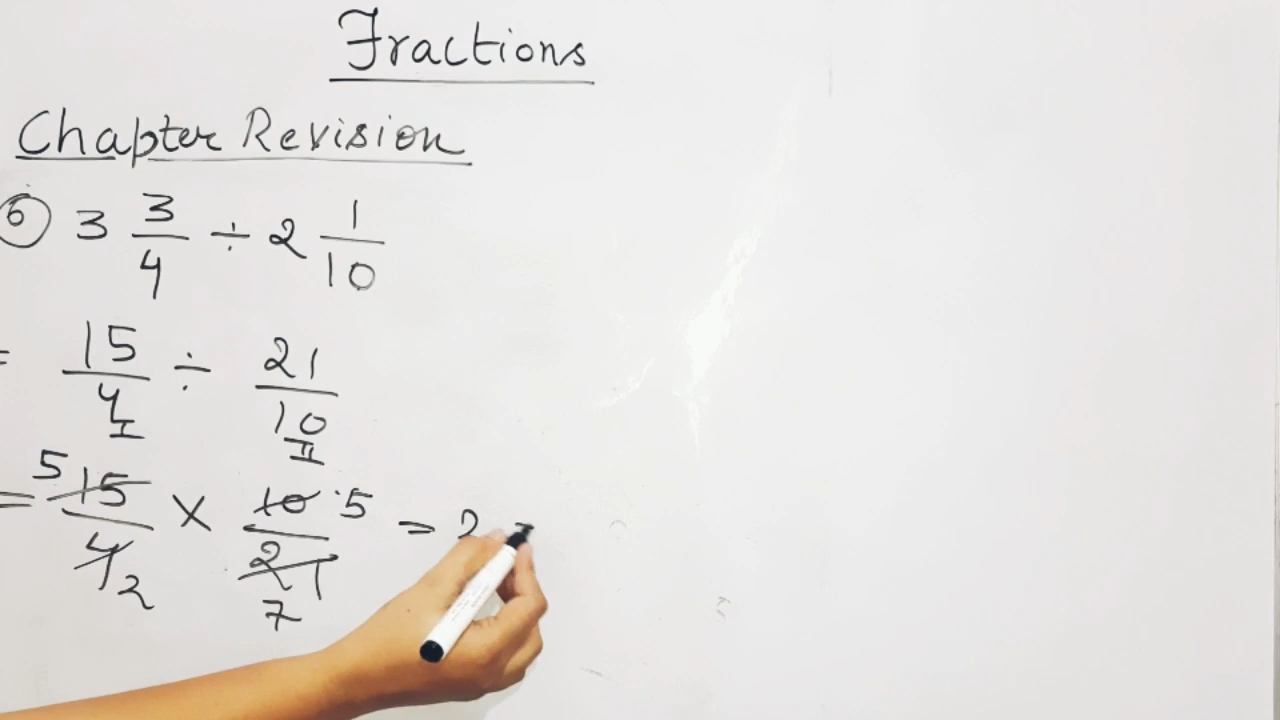 Fractions
Chapter Revision
6 3 3/4 ÷ 2 1/10
= 15/4 ÷ 21/10
I II
= 5 15/4 2 × 10/21 5 7 = 2